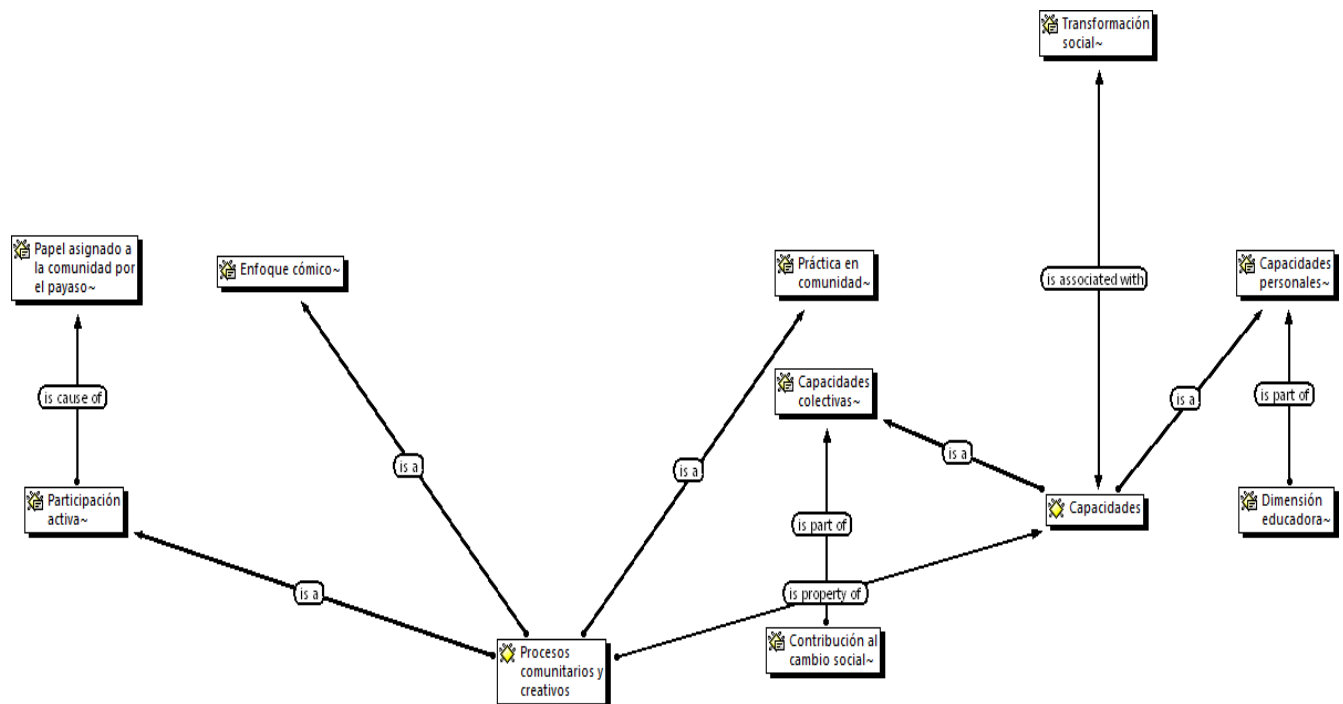 Transformación
social~
Papel asignado a
la comunidad por
el payaso~
Enfoque cómico~
Práctica en
comunidad~
is associated with
Capacidades
personales~
is cause of
Capacidades
colectivas~
is a
is part of
is a
is a
is a
Participación
activa~
Capacidades
Dimensión
educadora~
is part of
is a
is property of
Procesos
comunitarios y
creativos
Contribución al
cambio social~